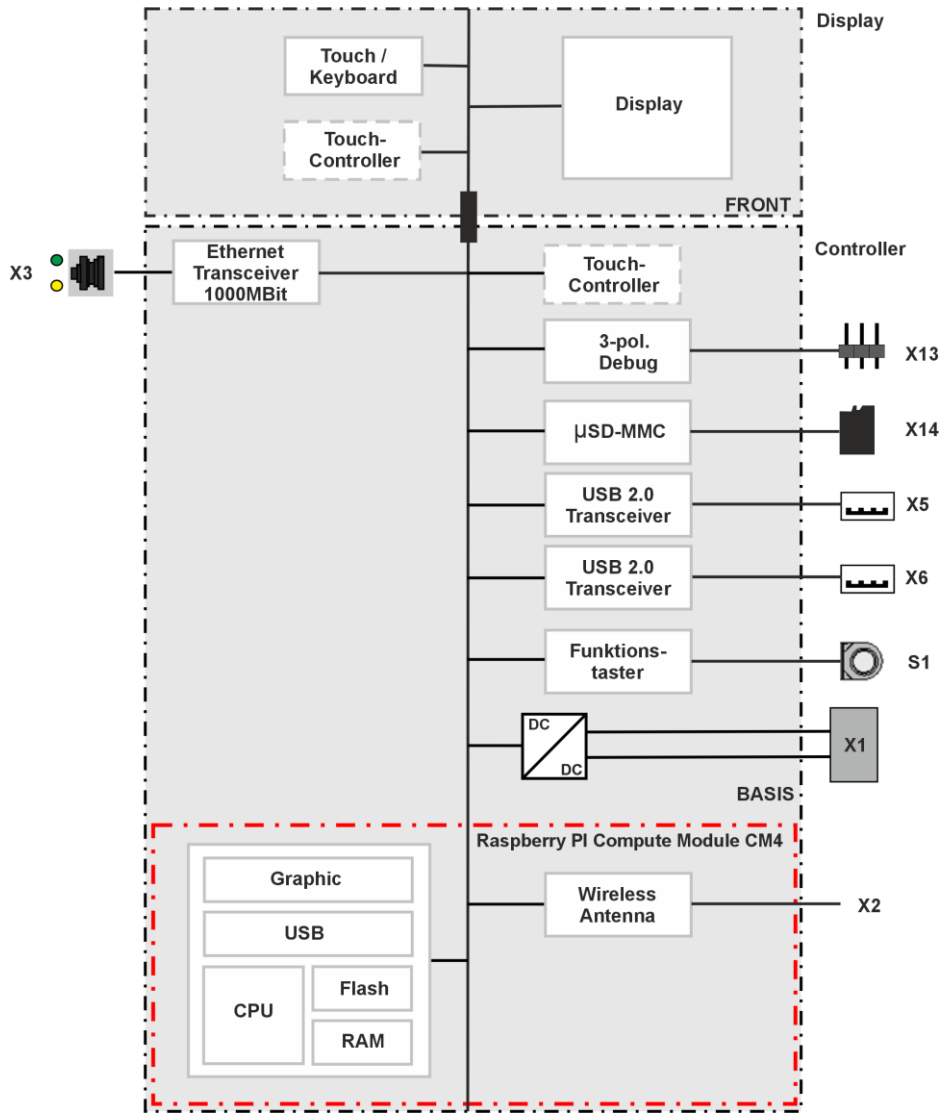 Display
Touch /
Keyboard
Display
Touch-
Controller
FRONT
Controller
X3
Ethernet
Transceiver
1000MBit
Touch-
Controller
3-pol.
Debug
X13
µSD-MMC
X14
USB 2.0
Transceiver
X5
USB 2.0
Transceiver
X6
Funktions-
taster
S1
DC
DC
X1
BASIS
Raspberry PI Compute Module CM4
Graphic
USB
CPU
Flash
RAM
Wireless
Antenna
X2